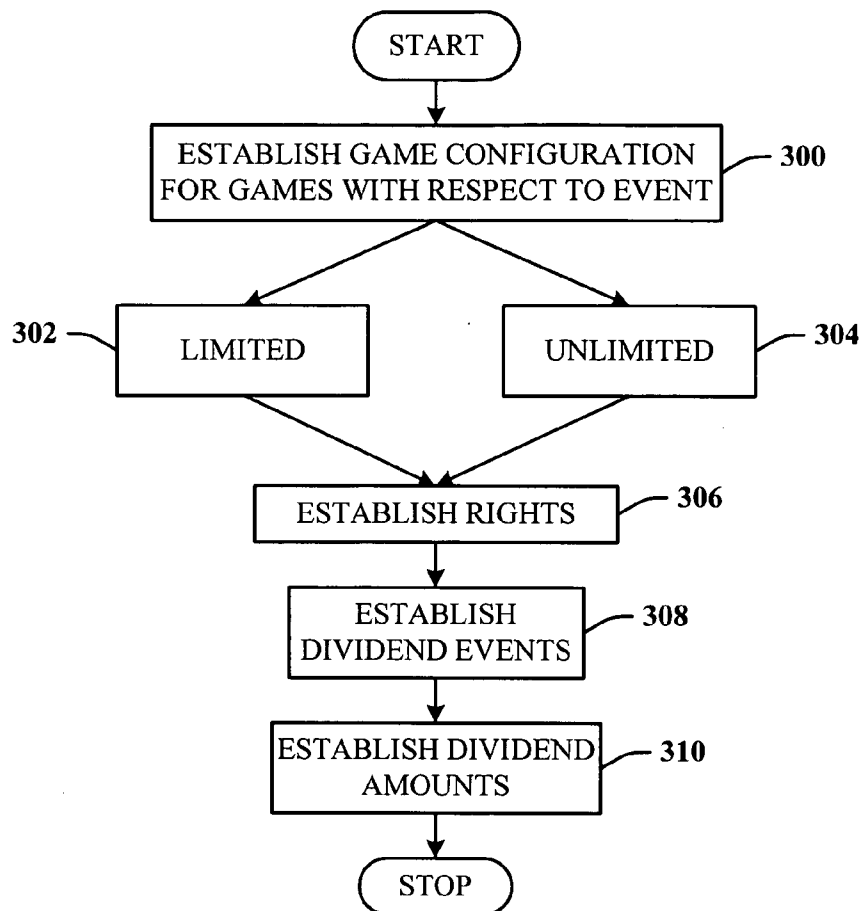 START
ESTABLISH GAME CONFIGURATION
FOR GAMES WITH RESPECT TO EVENT
300
302
LIMITED
UNLIMITED
304
ESTABLISH RIGHTS
306
ESTABLISH
DIVIDEND EVENTS
308
ESTABLISH DIVIDEND
AMOUNTS
310
STOP